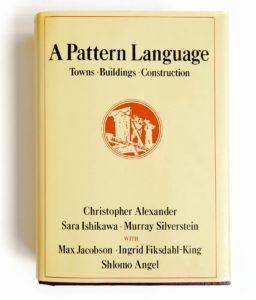 A Pattern Language
Towns · Buildings · Construction
Christopher Alexander
Sara Ishikawa · Murray Silverstein
WITH
Max Jacobson · Ingrid Fiksdahl-King
Shlomo Angel